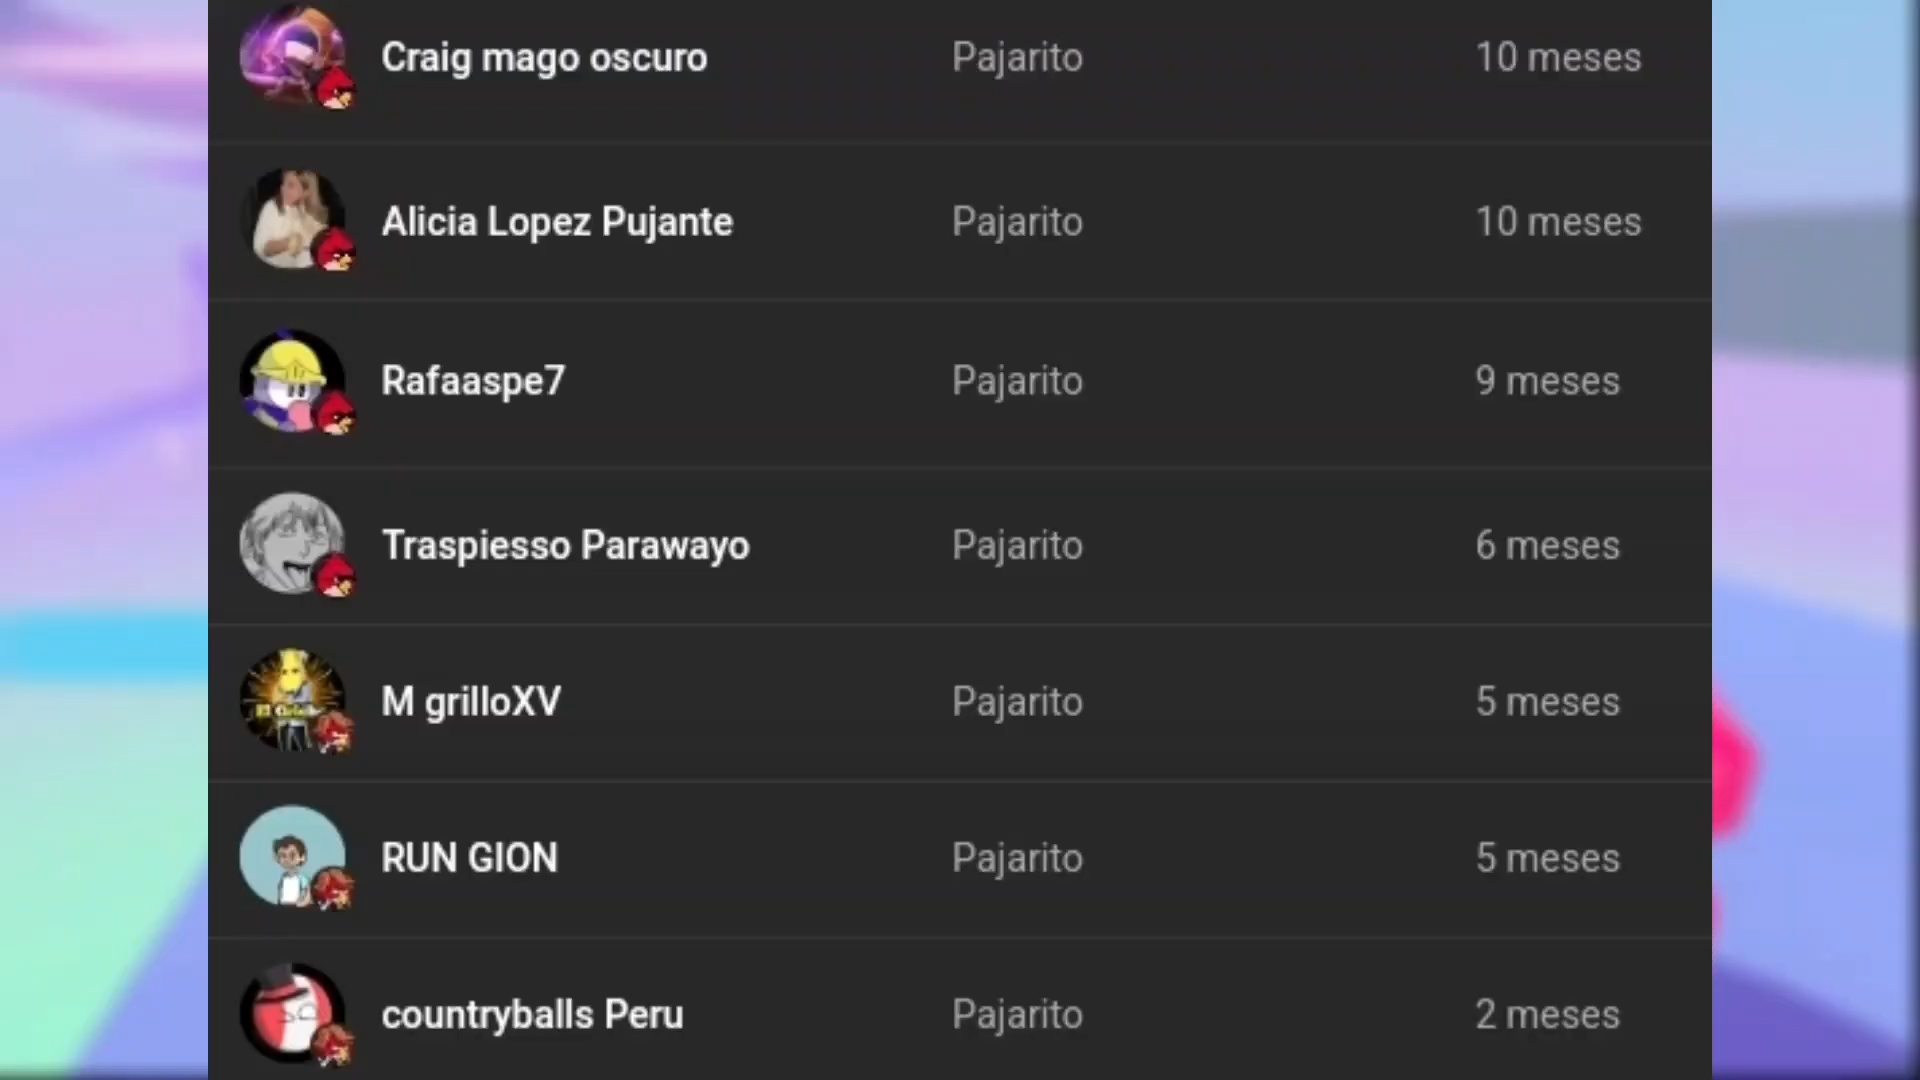 Craig mago oscuro Pajarito 10 meses
Alicia Lopez Pujante Pajarito 10 meses
Rafaaspe7 Pajarito 9 meses
Traspiesso Parawayo Pajarito 6 meses
M grilloXV Pajarito 5 meses
RUN GION Pajarito 5 meses
countryballs Peru Pajarito 2 meses